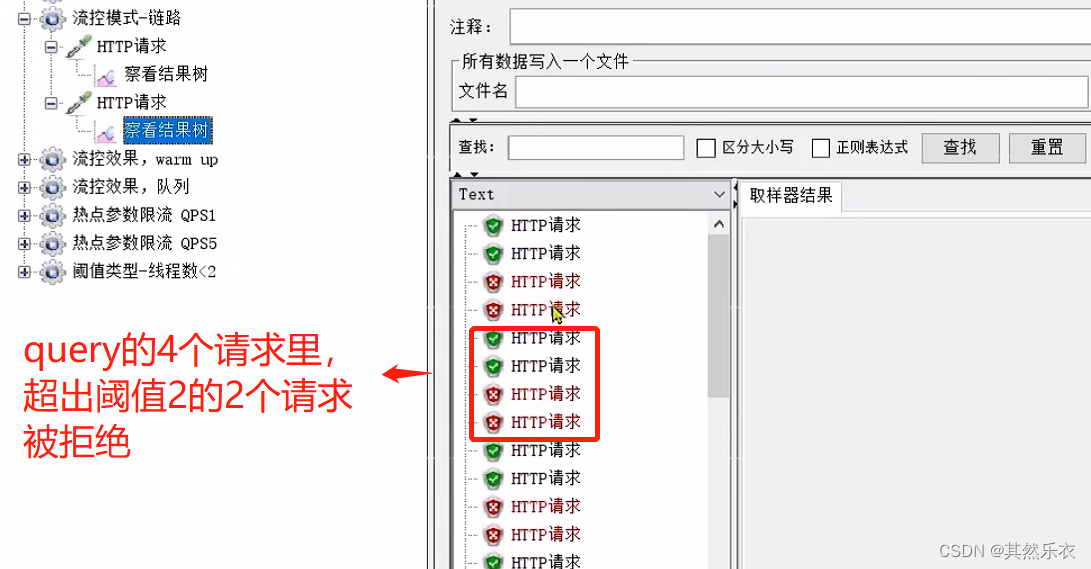 流控模式-链路
HTTP请求
察看结果树
HTTP请求
察看结果树
流控效果，warm up
流控效果，队列
热点参数限流 QPS1
热点参数限流 QPS5
阈值类型-线程数<2
query的4个请求里，
超出阈值2的2个请求
被拒绝
注释：
所有数据写入一个文件
文件名
查找：
区分大小写
正则表达式
查找
重置
Text
取样器结果
HTTP请求
HTTP请求
HTTP请求
HTTP请求
HTTP请求
HTTP请求
HTTP请求
HTTP请求
HTTP请求
HTTP请求
HTTP请求
HTTP请求
HTTP请求
CSDN @其然乐衣